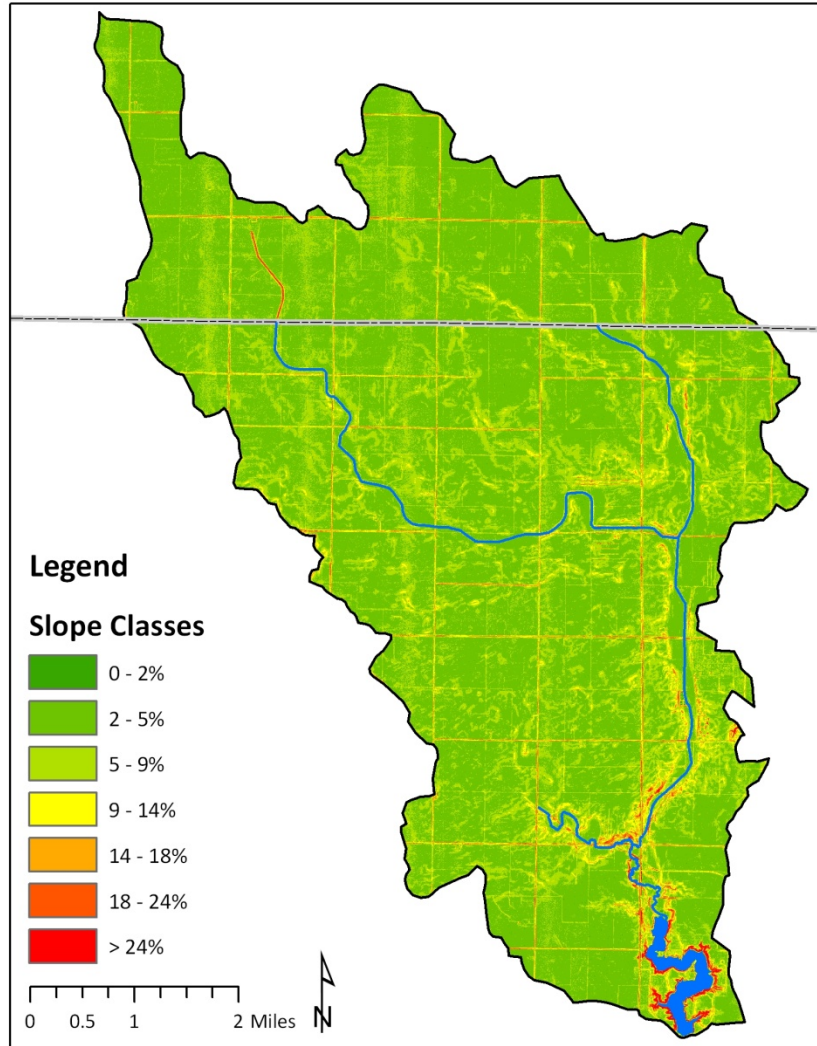 Legend
Slope Classes
0 - 2%
2 - 5%
5 - 9%
9 - 14%
14 - 18%
18 - 24%
> 24%
0 0.5 1 2 Miles
N